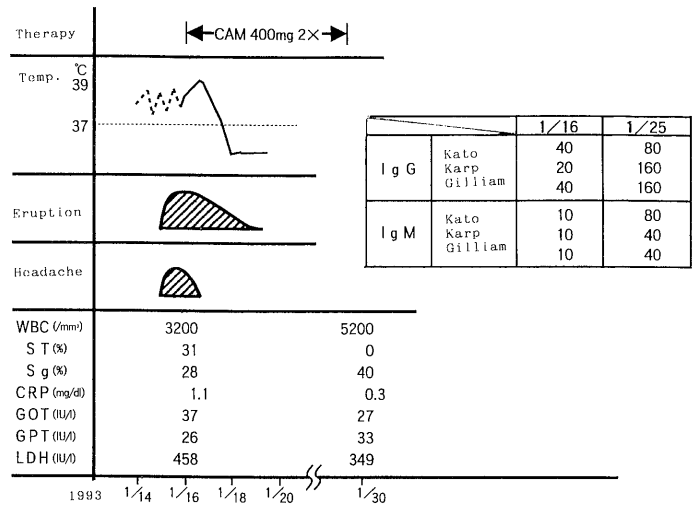 Therapy CAM 400mg 2×
Temp. ℃
39
37
Eruption
Headache
WBC (/mm³) 3200 5200
ST (%) 31 0
Sg (%) 28 40
CRP (mg/dl) 1.1 0.3
GOT (IU/l) 37 27
GPT (IU/l) 26 33
LDH (IU/l) 458 349
1993 1/14 1/16 1/18 1/20 1/30
1/16 1/25
IgG Kato 40 80
Karp 20 160
Gilliam 40 160
IgM Kato 10 80
Karp 10 40
Gilliam 10 40